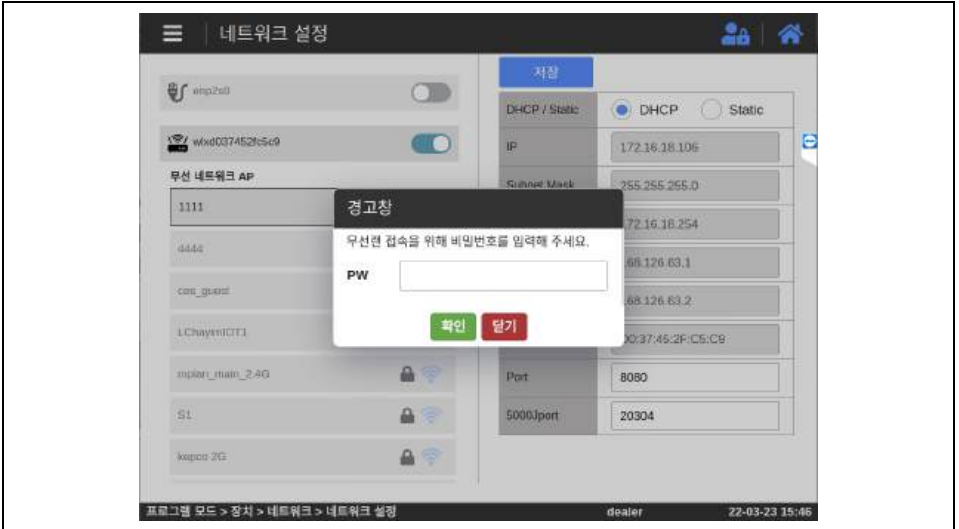 네트워크 설정
enp2s0
wlxd037452fc5c9
무선 네트워크 AP
1111
4444
ces_guest
mplan_main_2.4G
S1
kepco 2G
저장
DHCP / Static
DHCP
Static
IP
172.16.18.106
Subnet Mask
255.255.255.0
72.16.18.254
68.126.63.1
68.126.63.2
00:37:45:2F:C5:C9
Port
8080
5000Jport
20304
경고창
무선랜 접속을 위해 비밀번호를 입력해 주세요.
PW
확인
닫기
프로그램 모드 > 장치 > 네트워크 > 네트워크 설정
dealer
22-03-23 15:46